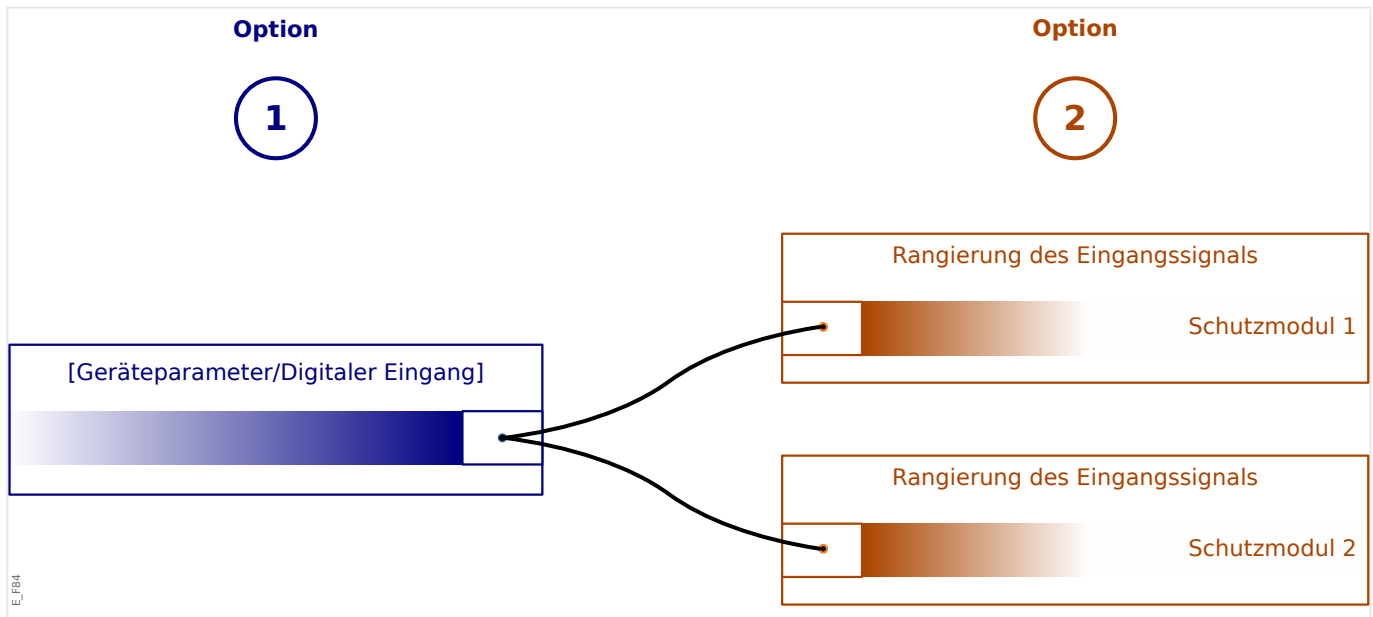 Option
1
Option
2
[Geräteparameter/Digitaler Eingang]
Rangierung des Eingangssignals
Schutzmodul 1
Rangierung des Eingangssignals
Schutzmodul 2
E_F84